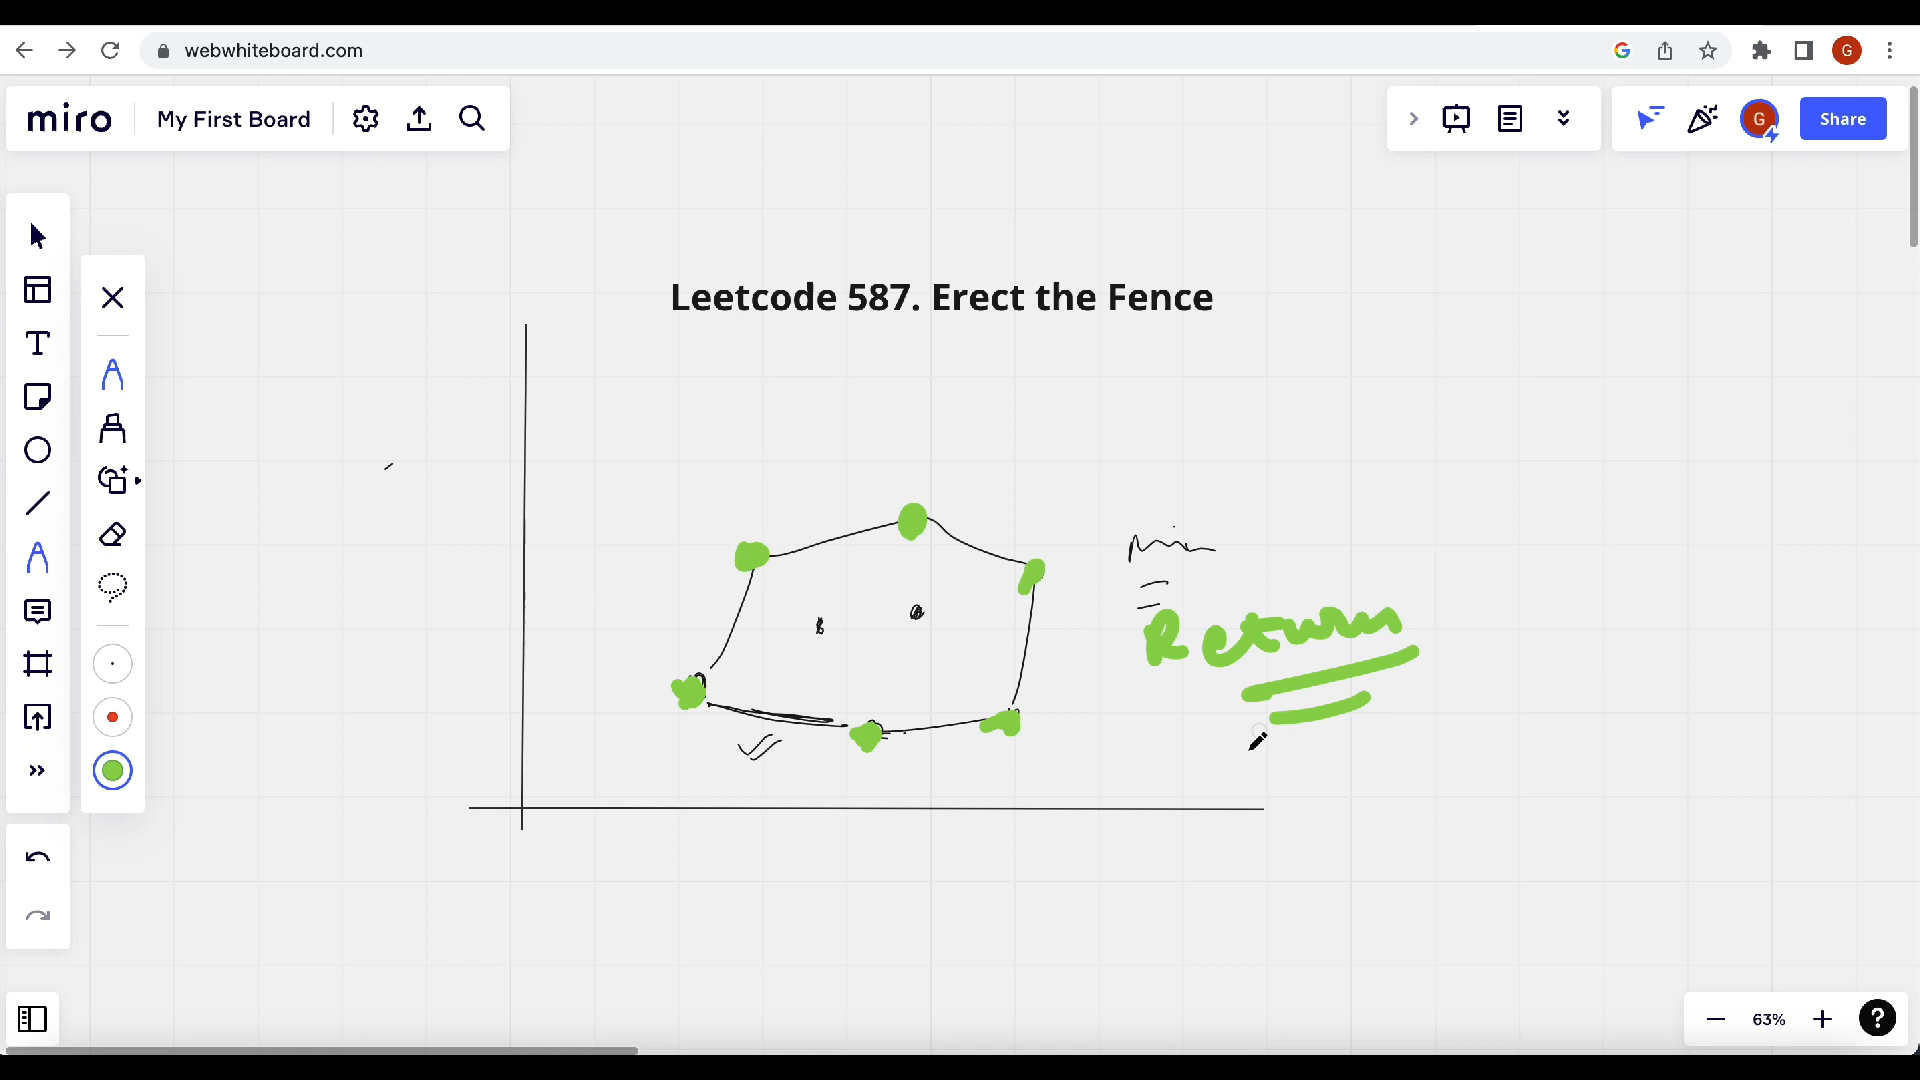 webwhiteboard.com
G
miro
My First Board
G
Share
Leetcode 587. Erect the Fence
Return
63%